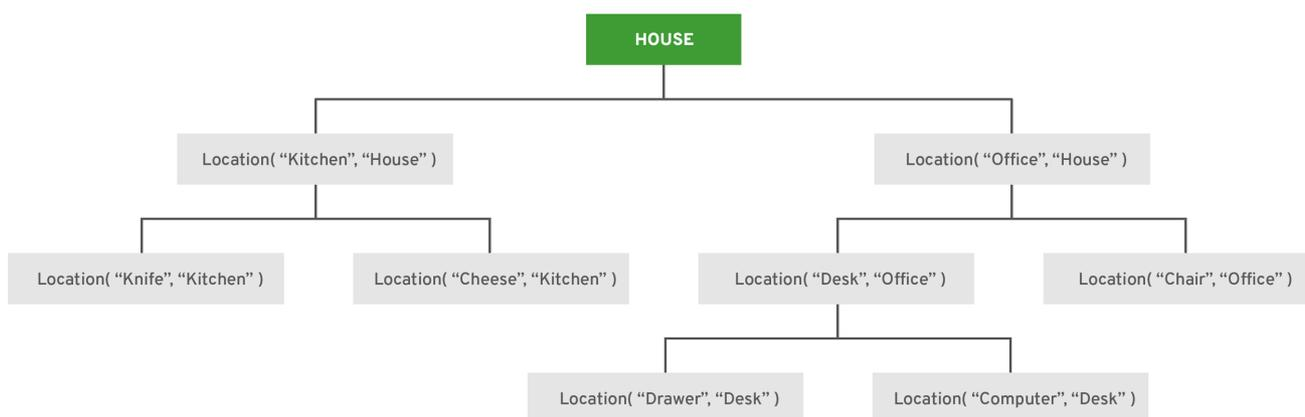 HOUSE
Location( “Kitchen”, “House” )
Location( “Office”, “House” )
Location( “Knife”, “Kitchen” )
Location( “Cheese”, “Kitchen” )
Location( “Desk”, “Office” )
Location( “Chair”, “Office” )
Location( “Drawer”, “Desk” )
Location( “Computer”, “Desk” )